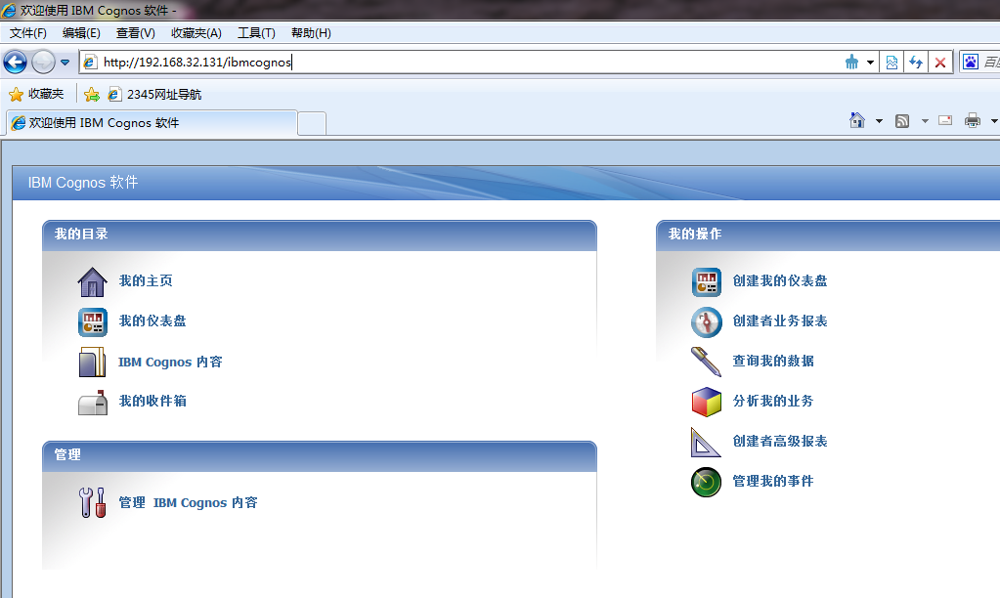 欢迎使用 IBM Cognos 软件 -
文件(F) 编辑(E) 查看(V) 收藏夹(A) 工具(T) 帮助(H)
http://192.168.32.131/ibmcognos
收藏夹 2345网址导航
欢迎使用 IBM Cognos 软件
IBM Cognos 软件
我的目录
我的主页
我的仪表盘
IBM Cognos 内容
我的收件箱
管理
管理 IBM Cognos 内容
我的操作
创建我的仪表盘
创建者业务报表
查询我的数据
分析我的业务
创建者高级报表
管理我的事件